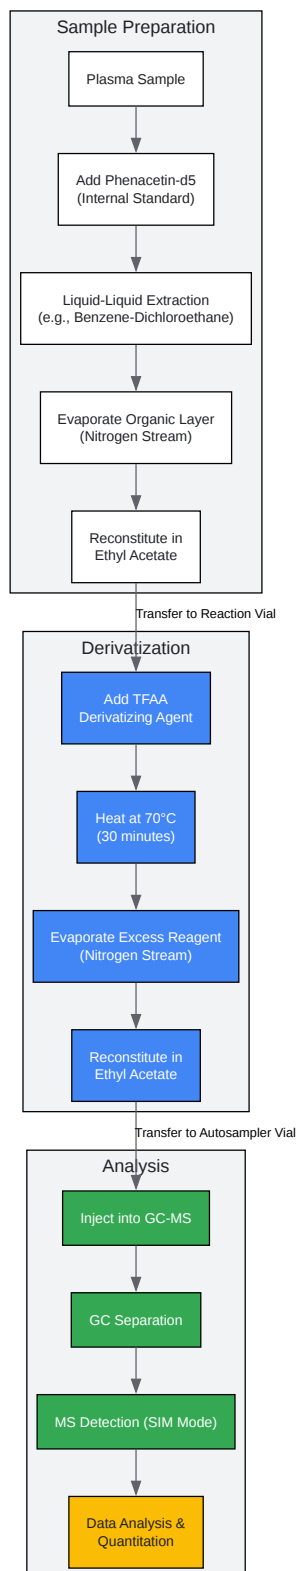 Sample Preparation
Plasma Sample
Add Phenacetin-d5
(Internal Standard)
Liquid-Liquid Extraction
(e.g., Benzene-Dichloroethane)
Evaporate Organic Layer
(Nitrogen Stream)
Reconstitute in
Ethyl Acetate
Transfer to Reaction Vial
Derivatization
Add TFAA
Derivatizing Agent
Heat at 70°C
(30 minutes)
Evaporate Excess Reagent
(Nitrogen Stream)
Reconstitute in
Ethyl Acetate
Transfer to Autosampler Vial
Analysis
Inject into GC-MS
GC Separation
MS Detection (SIM Mode)
Data Analysis &
Quantitation